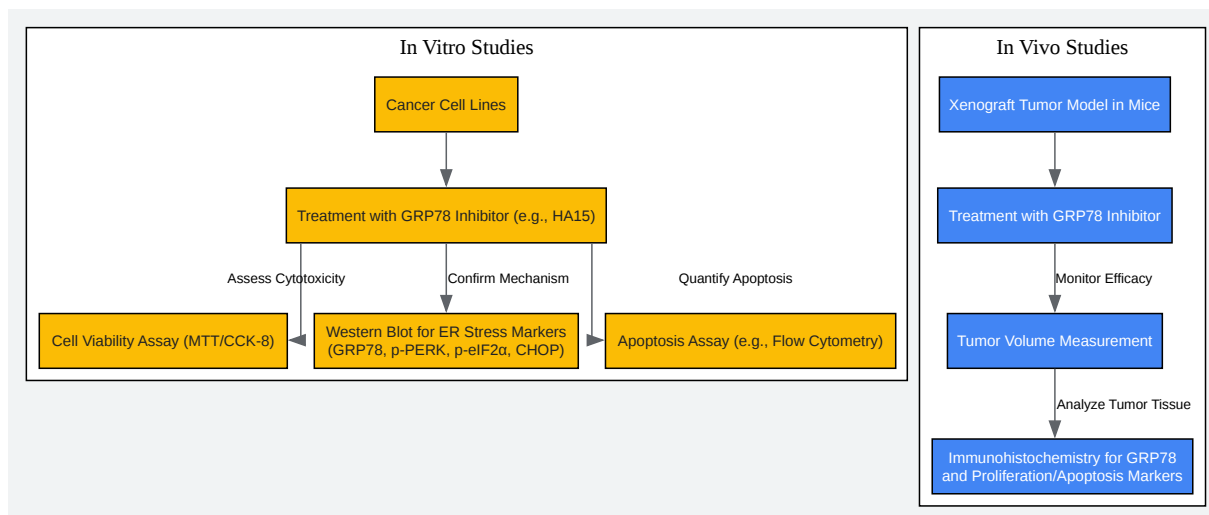 In Vitro Studies
Cancer Cell Lines
Treatment with GRP78 Inhibitor (e.g., HA15)
Assess Cytotoxicity
Confirm Mechanism
Quantify Apoptosis
Cell Viability Assay (MTT/CCK-8)
Western Blot for ER Stress Markers
(GRP78, p-PERK, p-eIF2α, CHOP)
Apoptosis Assay (e.g., Flow Cytometry)
In Vivo Studies
Xenograft Tumor Model in Mice
Treatment with GRP78 Inhibitor
Monitor Efficacy
Tumor Volume Measurement
Analyze Tumor Tissue
Immunohistochemistry for GRP78
and Proliferation/Apoptosis Markers